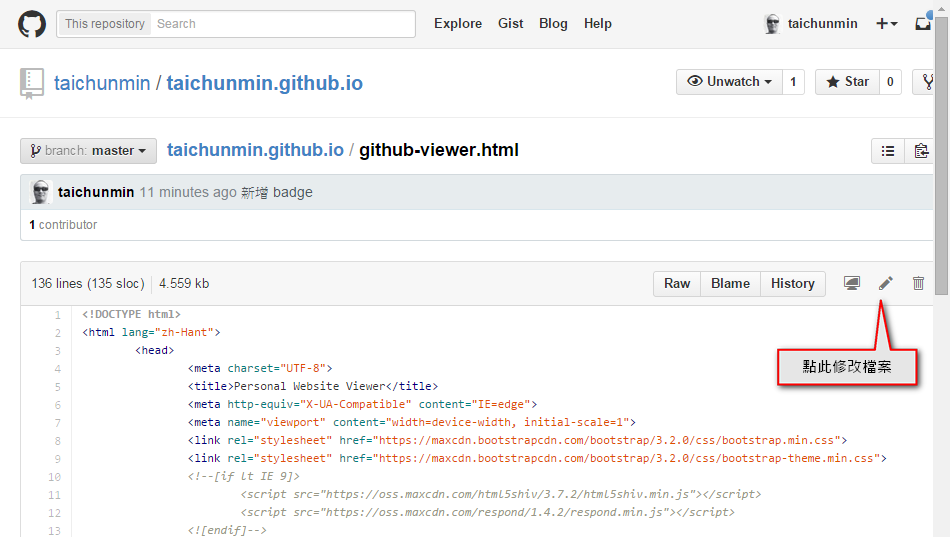 This repository Search Explore Gist Blog Help taichunmin
taichunmin / taichunmin.github.io Unwatch 1 Star 0
branch: master taichunmin.github.io / github-viewer.html
taichunmin 11 minutes ago 新增 badge
1 contributor
136 lines (135 sloc) 4.559 kb Raw Blame History
1 <!DOCTYPE html>
2 <html lang="zh-Hant">
3 <head>
4 <meta charset="UTF-8">
5 <title>Personal Website Viewer</title>
6 <meta http-equiv="X-UA-Compatible" content="IE=edge">
7 <meta name="viewport" content="width=device-width, initial-scale=1">
8 <link rel="stylesheet" href="https://maxcdn.bootstrapcdn.com/bootstrap/3.2.0/css/bootstrap.min.css">
9 <link rel="stylesheet" href="https://maxcdn.bootstrapcdn.com/bootstrap/3.2.0/css/bootstrap-theme.min.css">
10 <!--[if lt IE 9]>
11 <script src="https://oss.maxcdn.com/html5shiv/3.7.2/html5shiv.min.js"></script>
12 <script src="https://oss.maxcdn.com/respond/1.4.2/respond.min.js"></script>
13 <![endif]-->
點此修改檔案